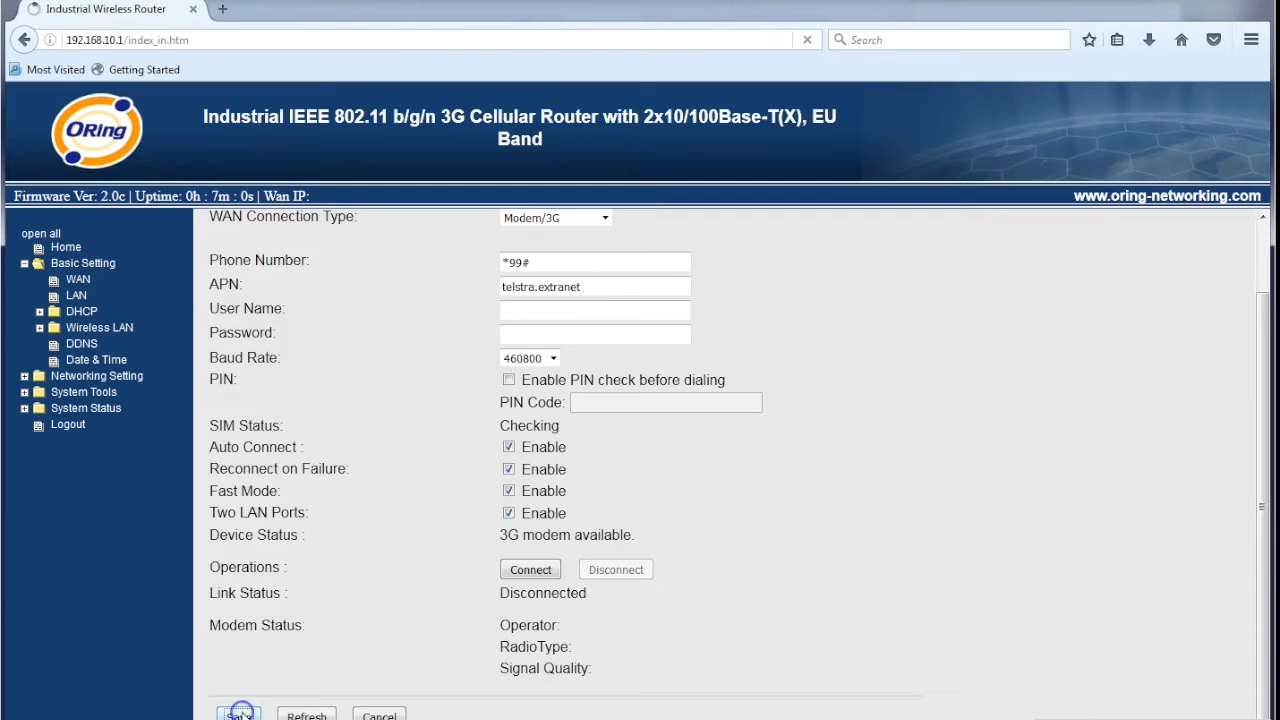 Industrial Wireless Router
192.168.10.1/index_in.htm
Search
Most Visited
Getting Started
ORing
Industrial IEEE 802.11 b/g/n 3G Cellular Router with 2x10/100Base-T(X), EU
Band
Firmware Ver: 2.0c | Uptime: 0h : 7m : 0s | Wan IP:
www.oring-networking.com
open all
Home
Basic Setting
WAN
LAN
DHCP
Wireless LAN
DDNS
Date & Time
Networking Setting
System Tools
System Status
Logout
WAN Connection Type: Modem/3G
Phone Number: *99#
APN: telstra.extranet
User Name:
Password:
Baud Rate: 460800
PIN: Enable PIN check before dialing
PIN Code:
SIM Status: Checking
Auto Connect : Enable
Reconnect on Failure: Enable
Fast Mode: Enable
Two LAN Ports: Enable
Device Status : 3G modem available.
Operations : Connect Disconnect
Link Status : Disconnected
Modem Status: Operator:
RadioType:
Signal Quality:
Save Refresh Cancel